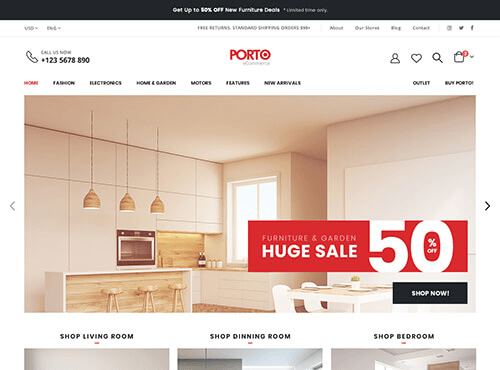 Get Up to 50% OFF New Furniture Deals * Limited time only.
USD ENG FREE RETURNS. STANDARD SHIPPING ORDERS $99+ About Our Stores Blog Contact
CALL US NOW
+123 5678 890
PORTO
eCommerce
HOME FASHION ELECTRONICS HOME & GARDEN MOTORS FEATURES NEW ARRIVALS OUTLET BUY PORTO!
FURNITURE & GARDEN
HUGE SALE
50%
OFF
SHOP NOW!
SHOP LIVING ROOM SHOP DINNING ROOM SHOP BEDROOM